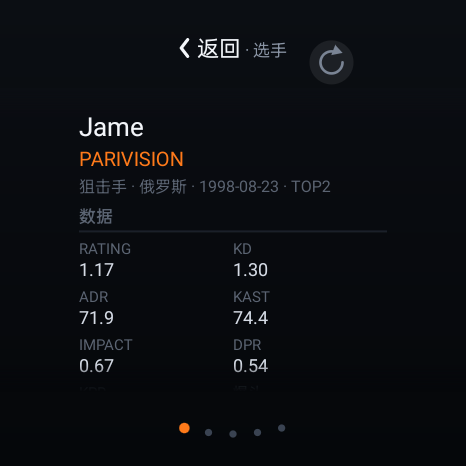 返回 · 选手
Jame
PARIVISION
狙击手 · 俄罗斯 · 1998-08-23 · TOP2
数据
RATING KD
1.17 1.30
ADR KAST
71.9 74.4
IMPACT DPR
0.67 0.54